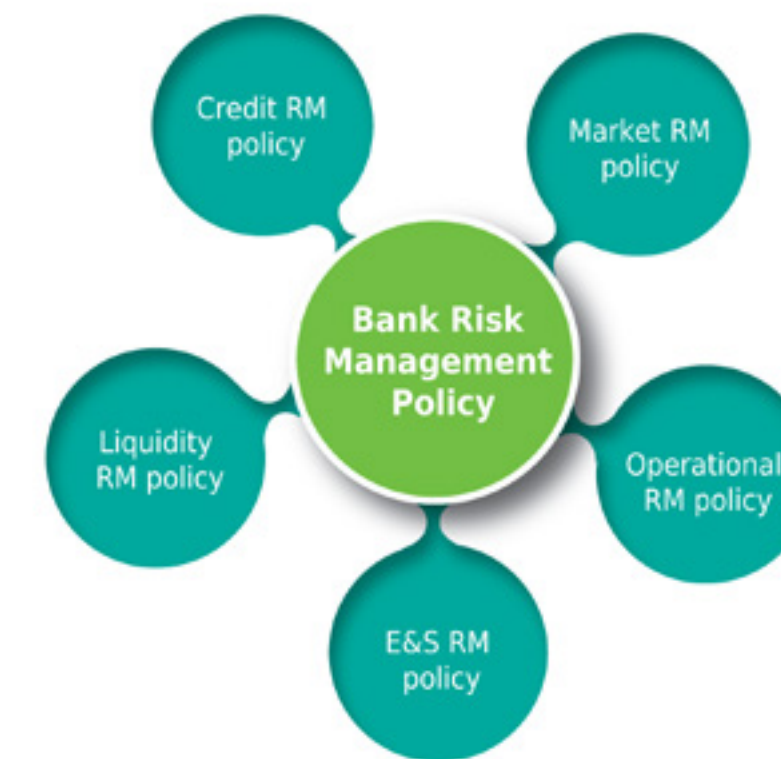 Credit RM
policy
Market RM
policy
Bank Risk
Management
Policy
Liquidity
RM policy
Operational
RM policy
E&S RM
policy